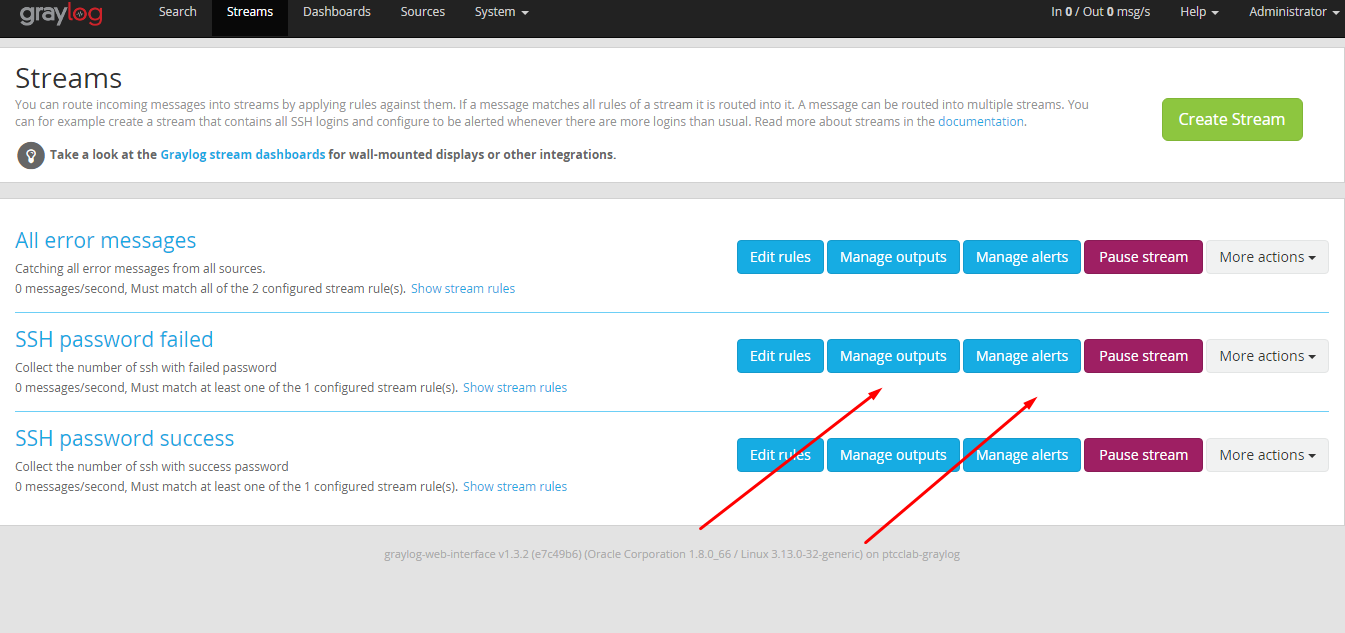 graylog Search Streams Dashboards Sources System In 0 / Out 0 msg/s Help Administrator
Streams
You can route incoming messages into streams by applying rules against them. If a message matches all rules of a stream it is routed into it. A message can be routed into multiple streams. You
can for example create a stream that contains all SSH logins and configure to be alerted whenever there are more logins than usual. Read more about streams in the documentation.
Create Stream
Take a look at the Graylog stream dashboards for wall-mounted displays or other integrations.
All error messages
Catching all error messages from all sources.
0 messages/second, Must match all of the 2 configured stream rule(s). Show stream rules
Edit rules Manage outputs Manage alerts Pause stream More actions
SSH password failed
Collect the number of ssh with failed password
0 messages/second, Must match at least one of the 1 configured stream rule(s). Show stream rules
Edit rules Manage outputs Manage alerts Pause stream More actions
SSH password success
Collect the number of ssh with success password
0 messages/second, Must match at least one of the 1 configured stream rule(s). Show stream rules
Edit rules Manage outputs Manage alerts Pause stream More actions
graylog-web-interface v1.3.2 (e7c49b6) (Oracle Corporation 1.8.0_66 / Linux 3.13.0-32-generic) on ptcclab-graylog